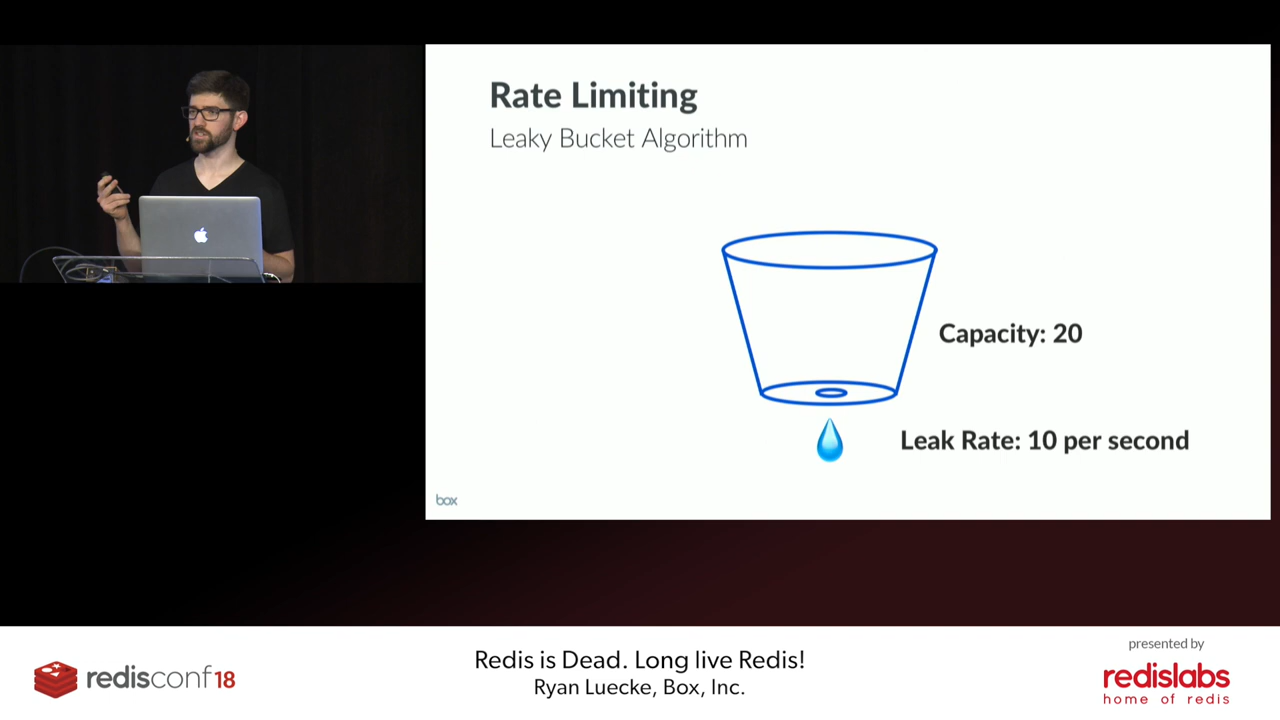 Rate Limiting
Leaky Bucket Algorithm
Capacity: 20
Leak Rate: 10 per second
box
redisconf18
Redis is Dead. Long live Redis!
Ryan Luecke, Box, Inc.
presented by
redislabs
home of redis